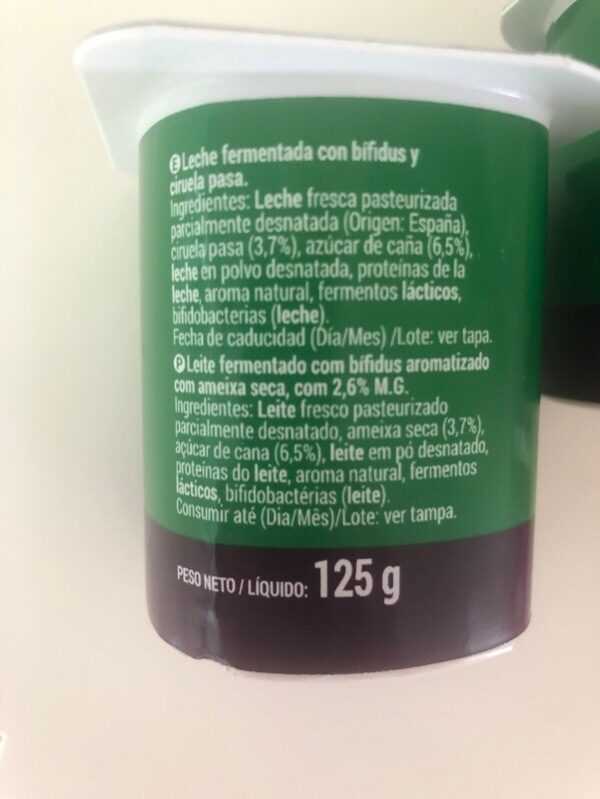 E Leche fermentada con bífidus y
ciruela pasa.
Ingredientes: Leche fresca pasteurizada
parcialmente desnatada (Origen: España),
ciruela pasa (3,7%), azúcar de caña (6,5%),
leche en polvo desnatada, proteínas de la
leche, aroma natural, fermentos lácticos,
bifidobacterias (leche).
Fecha de caducidad (Día/Mes) /Lote: ver tapa.
P Leite fermentado com bífidus aromatizado
com ameixa seca, com 2,6% M.G.
Ingredientes: Leite fresco pasteurizado
parcialmente desnatado, ameixa seca (3,7%),
açúcar de cana (6,5%), leite em pó desnatado,
proteínas do leite, aroma natural, fermentos
lácticos, bifidobactérias (leite).
Consumir até (Dia/Mês)/Lote: ver tampa.
PESO NETO / LÍQUIDO: 125 g